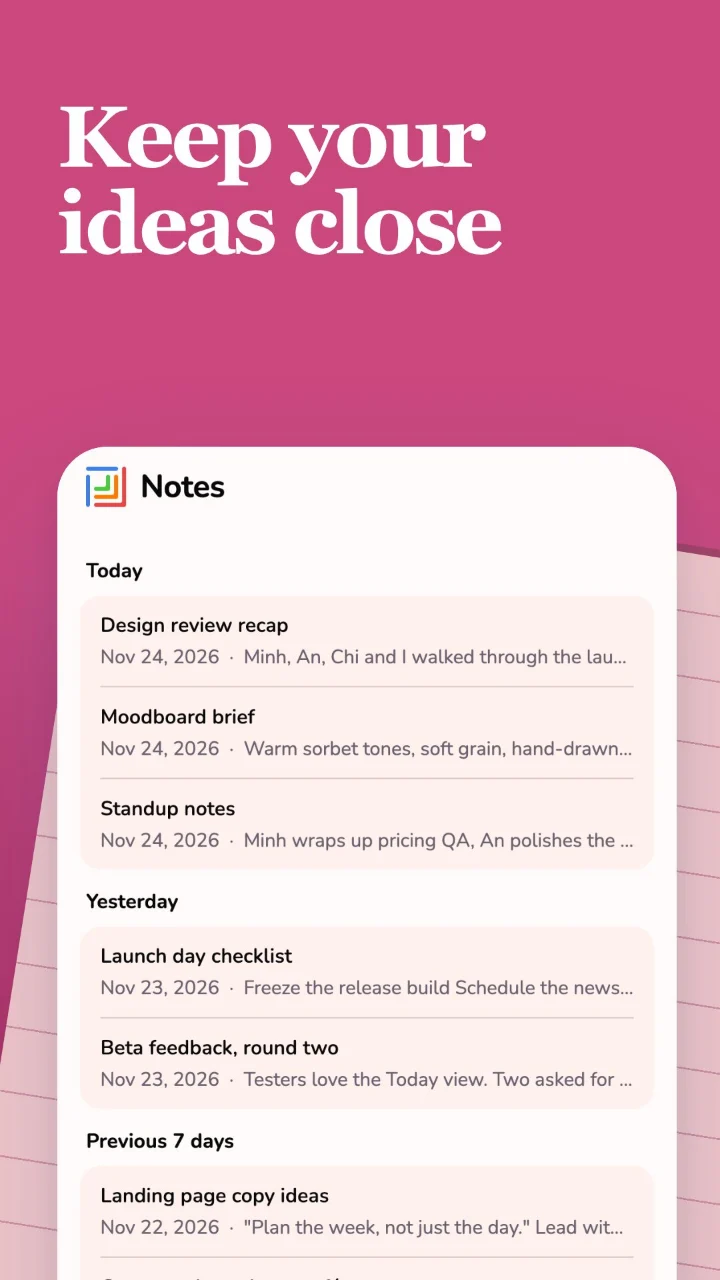 Keep your
ideas close
Notes
Today
Design review recap
Nov 24, 2026 · Minh, An, Chi and I walked through the lau...
Moodboard brief
Nov 24, 2026 · Warm sorbet tones, soft grain, hand-drawn...
Standup notes
Nov 24, 2026 · Minh wraps up pricing QA, An polishes the ...
Yesterday
Launch day checklist
Nov 23, 2026 · Freeze the release build Schedule the news...
Beta feedback, round two
Nov 23, 2026 · Testers love the Today view. Two asked for ...
Previous 7 days
Landing page copy ideas
Nov 22, 2026 · "Plan the week, not just the day." Lead wit...